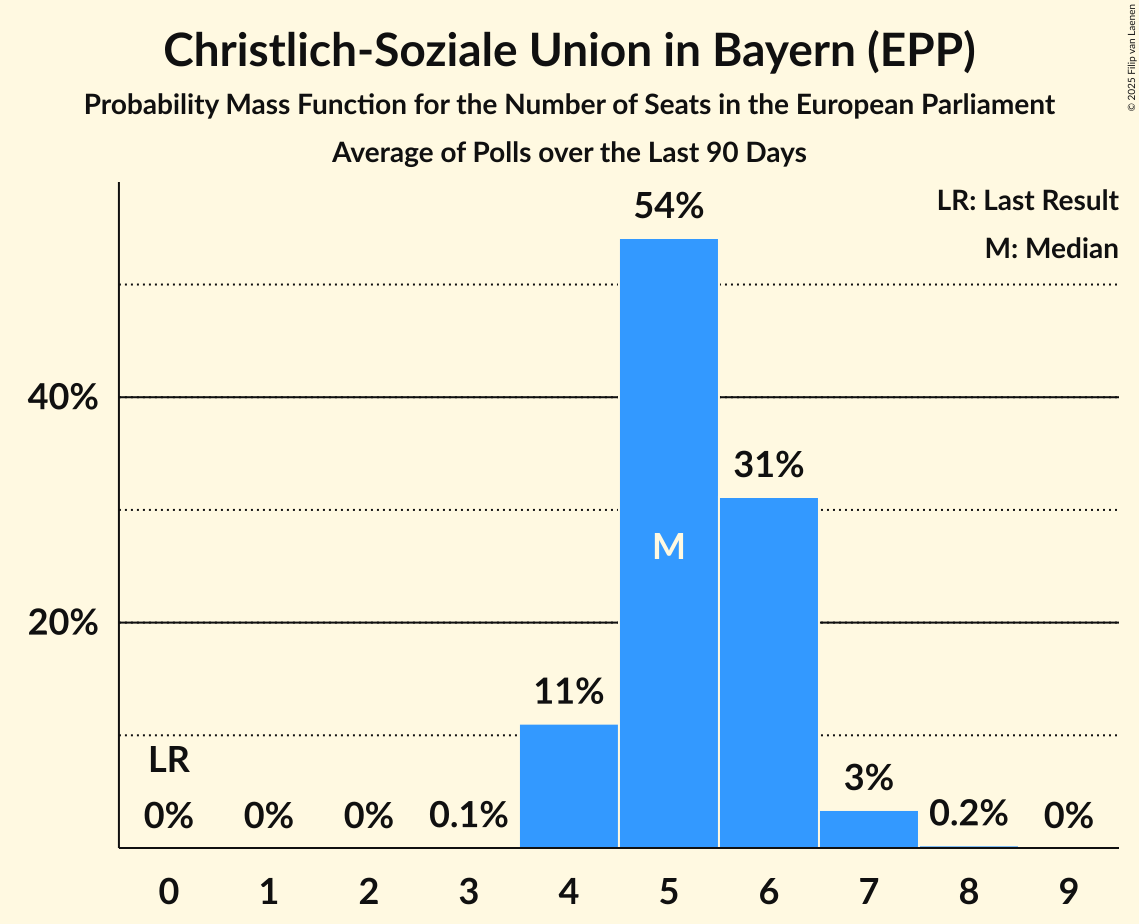 Christlich-Soziale Union in Bayern (EPP)
Probability Mass Function for the Number of Seats in the European Parliament
Average of Polls over the Last 90 Days
© 2025 Filip van Laenen
LR: Last Result
M: Median
54%
40%
31%
M
20%
11%
LR
3%
0% 0% 0% 0.1% 0.2% 0%
0 1 2 3 4 5 6 7 8 9